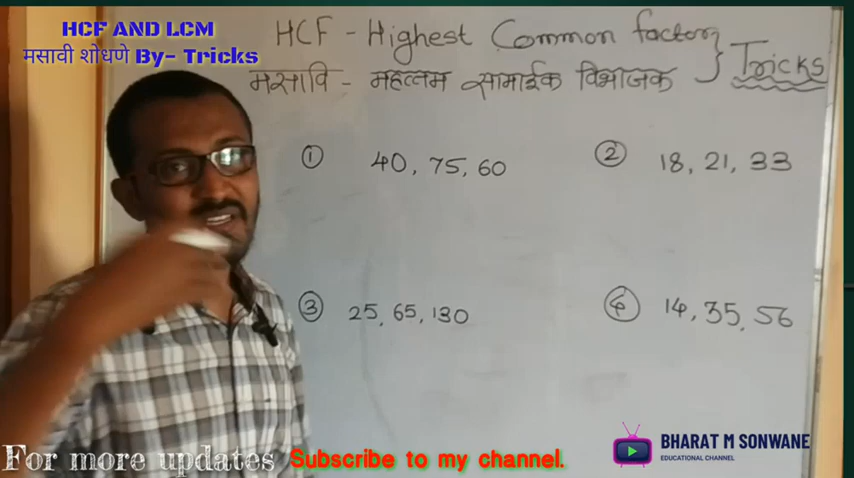 HCF AND LCM
मसावी शोधणे By- Tricks
HCF - Highest Common factor
मसावि - महत्तम सामाईक विभाजक
Tricks
① 40, 75, 60
② 18, 21, 33
③ 25, 65, 130
④ 14, 35, 56
BHARAT M SONWANE
EDUCATIONAL CHANNEL
For more updates Subscribe to my channel.